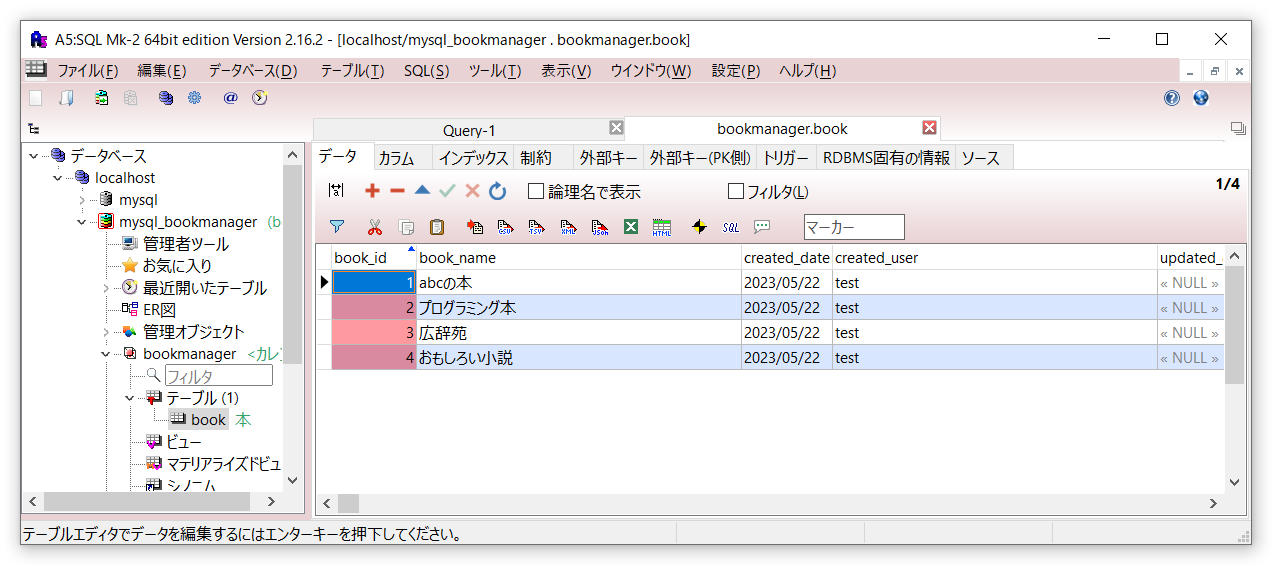 A5:SQL Mk-2 64bit edition Version 2.16.2 - [localhost/mysql_bookmanager . bookmanager.book]
ファイル(F) 編集(E) データベース(D) テーブル(T) SQL(S) ツール(T) 表示(V) ウインドウ(W) 設定(P) ヘルプ(H)
Query-1 bookmanager.book
データベース
localhost
mysql
mysql_bookmanager (b
管理者ツール
お気に入り
最近開いたテーブル
ER図
管理オブジェクト
bookmanager <カレン
フィルタ
テーブル (1)
book 本
ビュー
マテリアライズドビュ
シノニム
データ カラム インデックス 制約 外部キー 外部キー(PK側) トリガー RDBMS固有の情報 ソース
論理名で表示 フィルタ(L) 1/4
CSV TSV XML JSON HTML SQL マーカー
book_id book_name created_date created_user updated_
1 abcの本 2023/05/22 test « NULL »
2 プログラミング本 2023/05/22 test « NULL »
3 広辞苑 2023/05/22 test « NULL »
4 おもしろい小説 2023/05/22 test « NULL »
テーブルエディタでデータを編集するにはエンターキーを押下してください。